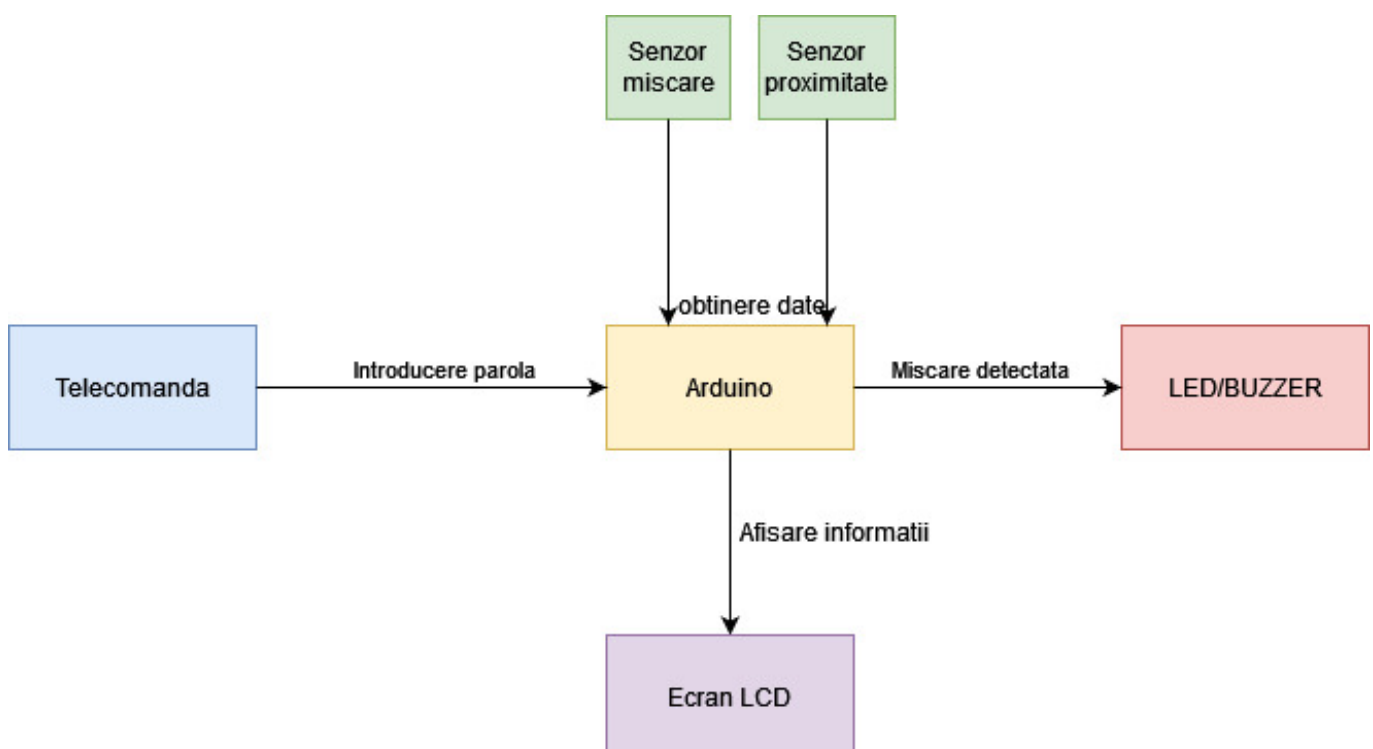 Senzor
miscare
Senzor
proximitate
obtinere date
Telecomanda
Introducere parola
Arduino
Miscare detectata
LED/BUZZER
Afisare informatii
Ecran LCD